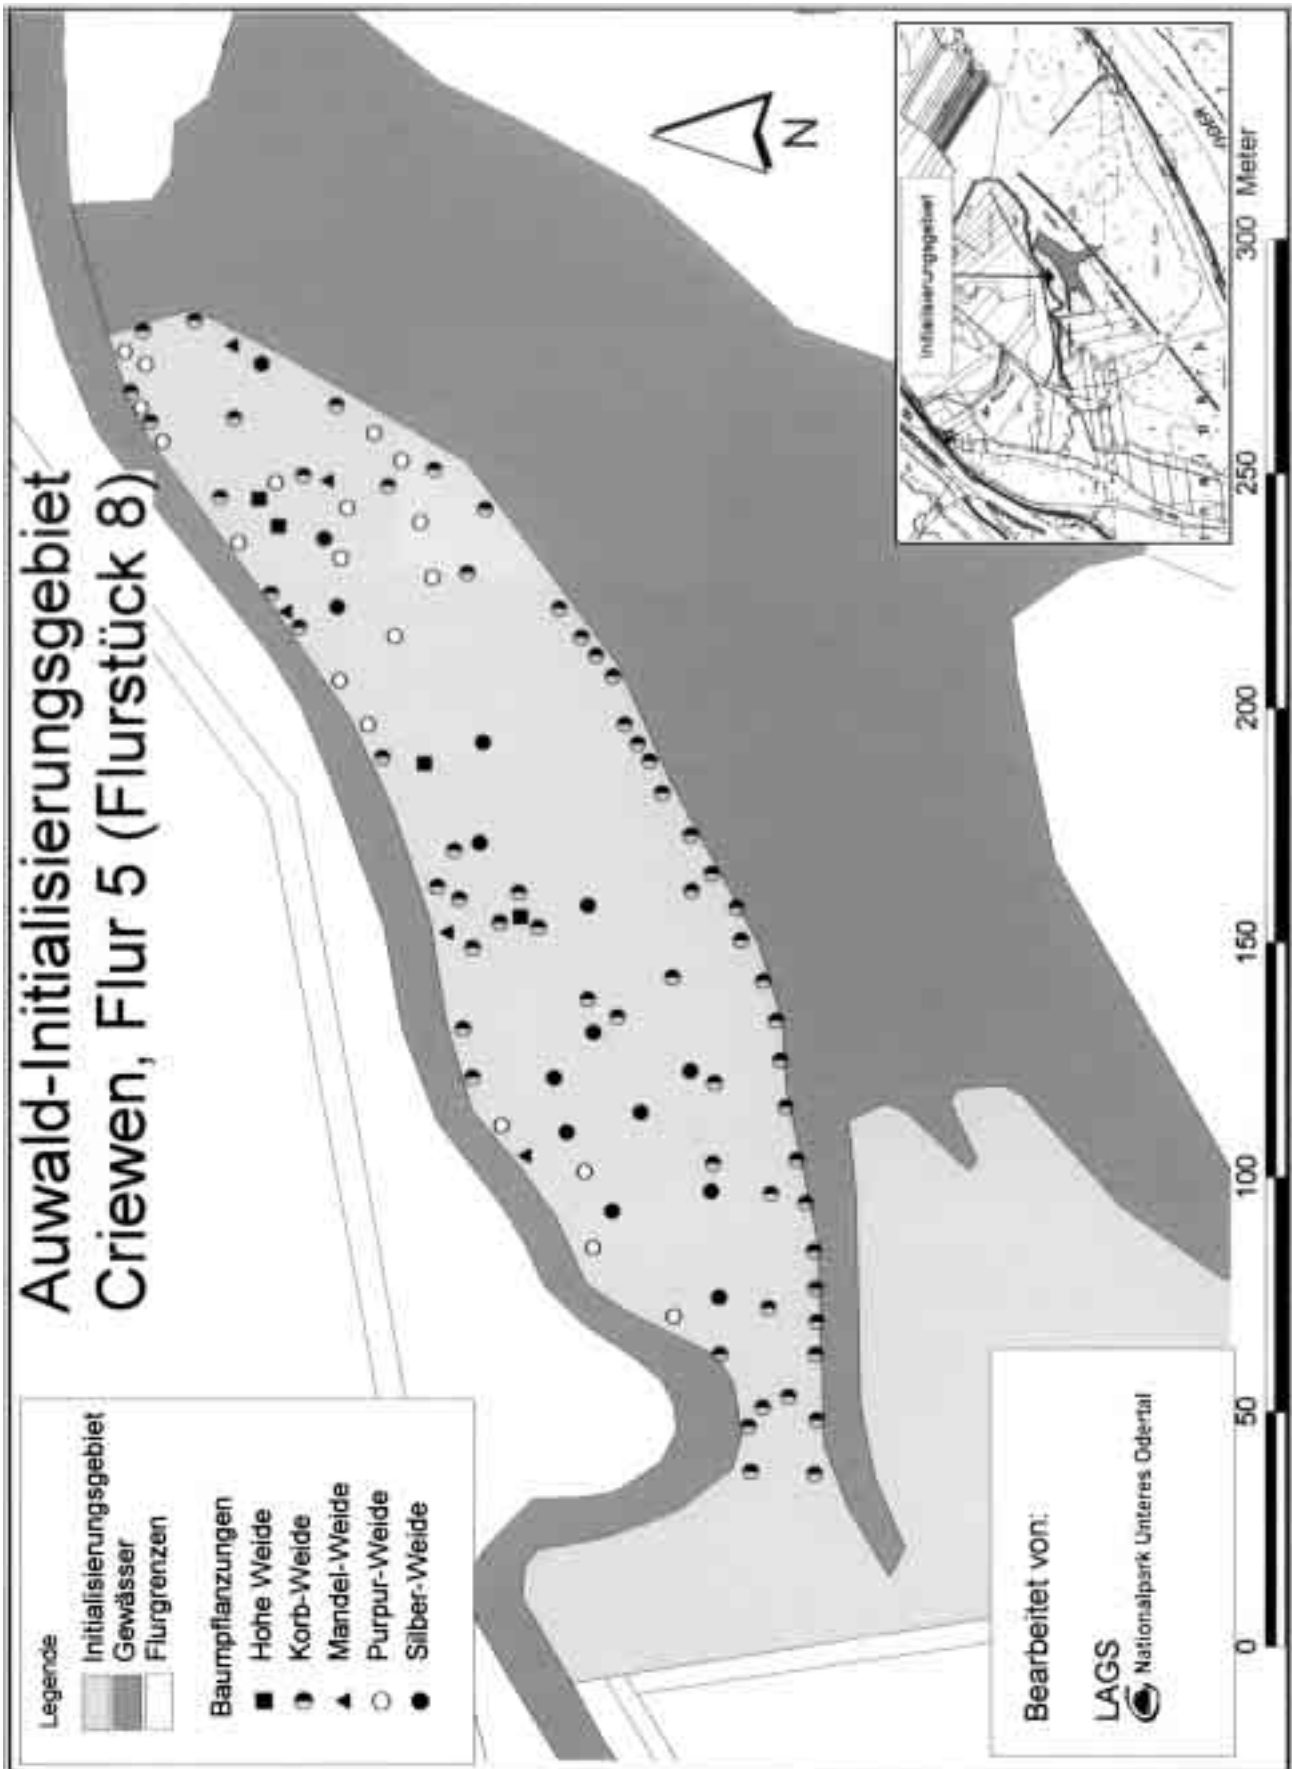 Auwald-Initialisierungsgebiet
Criewen, Flur 5 (Flurstück 8)
Legende
Initialisierungsgebiet
Gewässer
Flurgrenzen
Baumpflanzungen
Hohe Weide
Korb-Weide
Mandel-Weide
Purpur-Weide
Silber-Weide
N
Initialisierungsgebiet
Bearbeitet von:
LAGS
Nationalpark Unteres Odertal
0 50 100 150 200 250 300 Meter